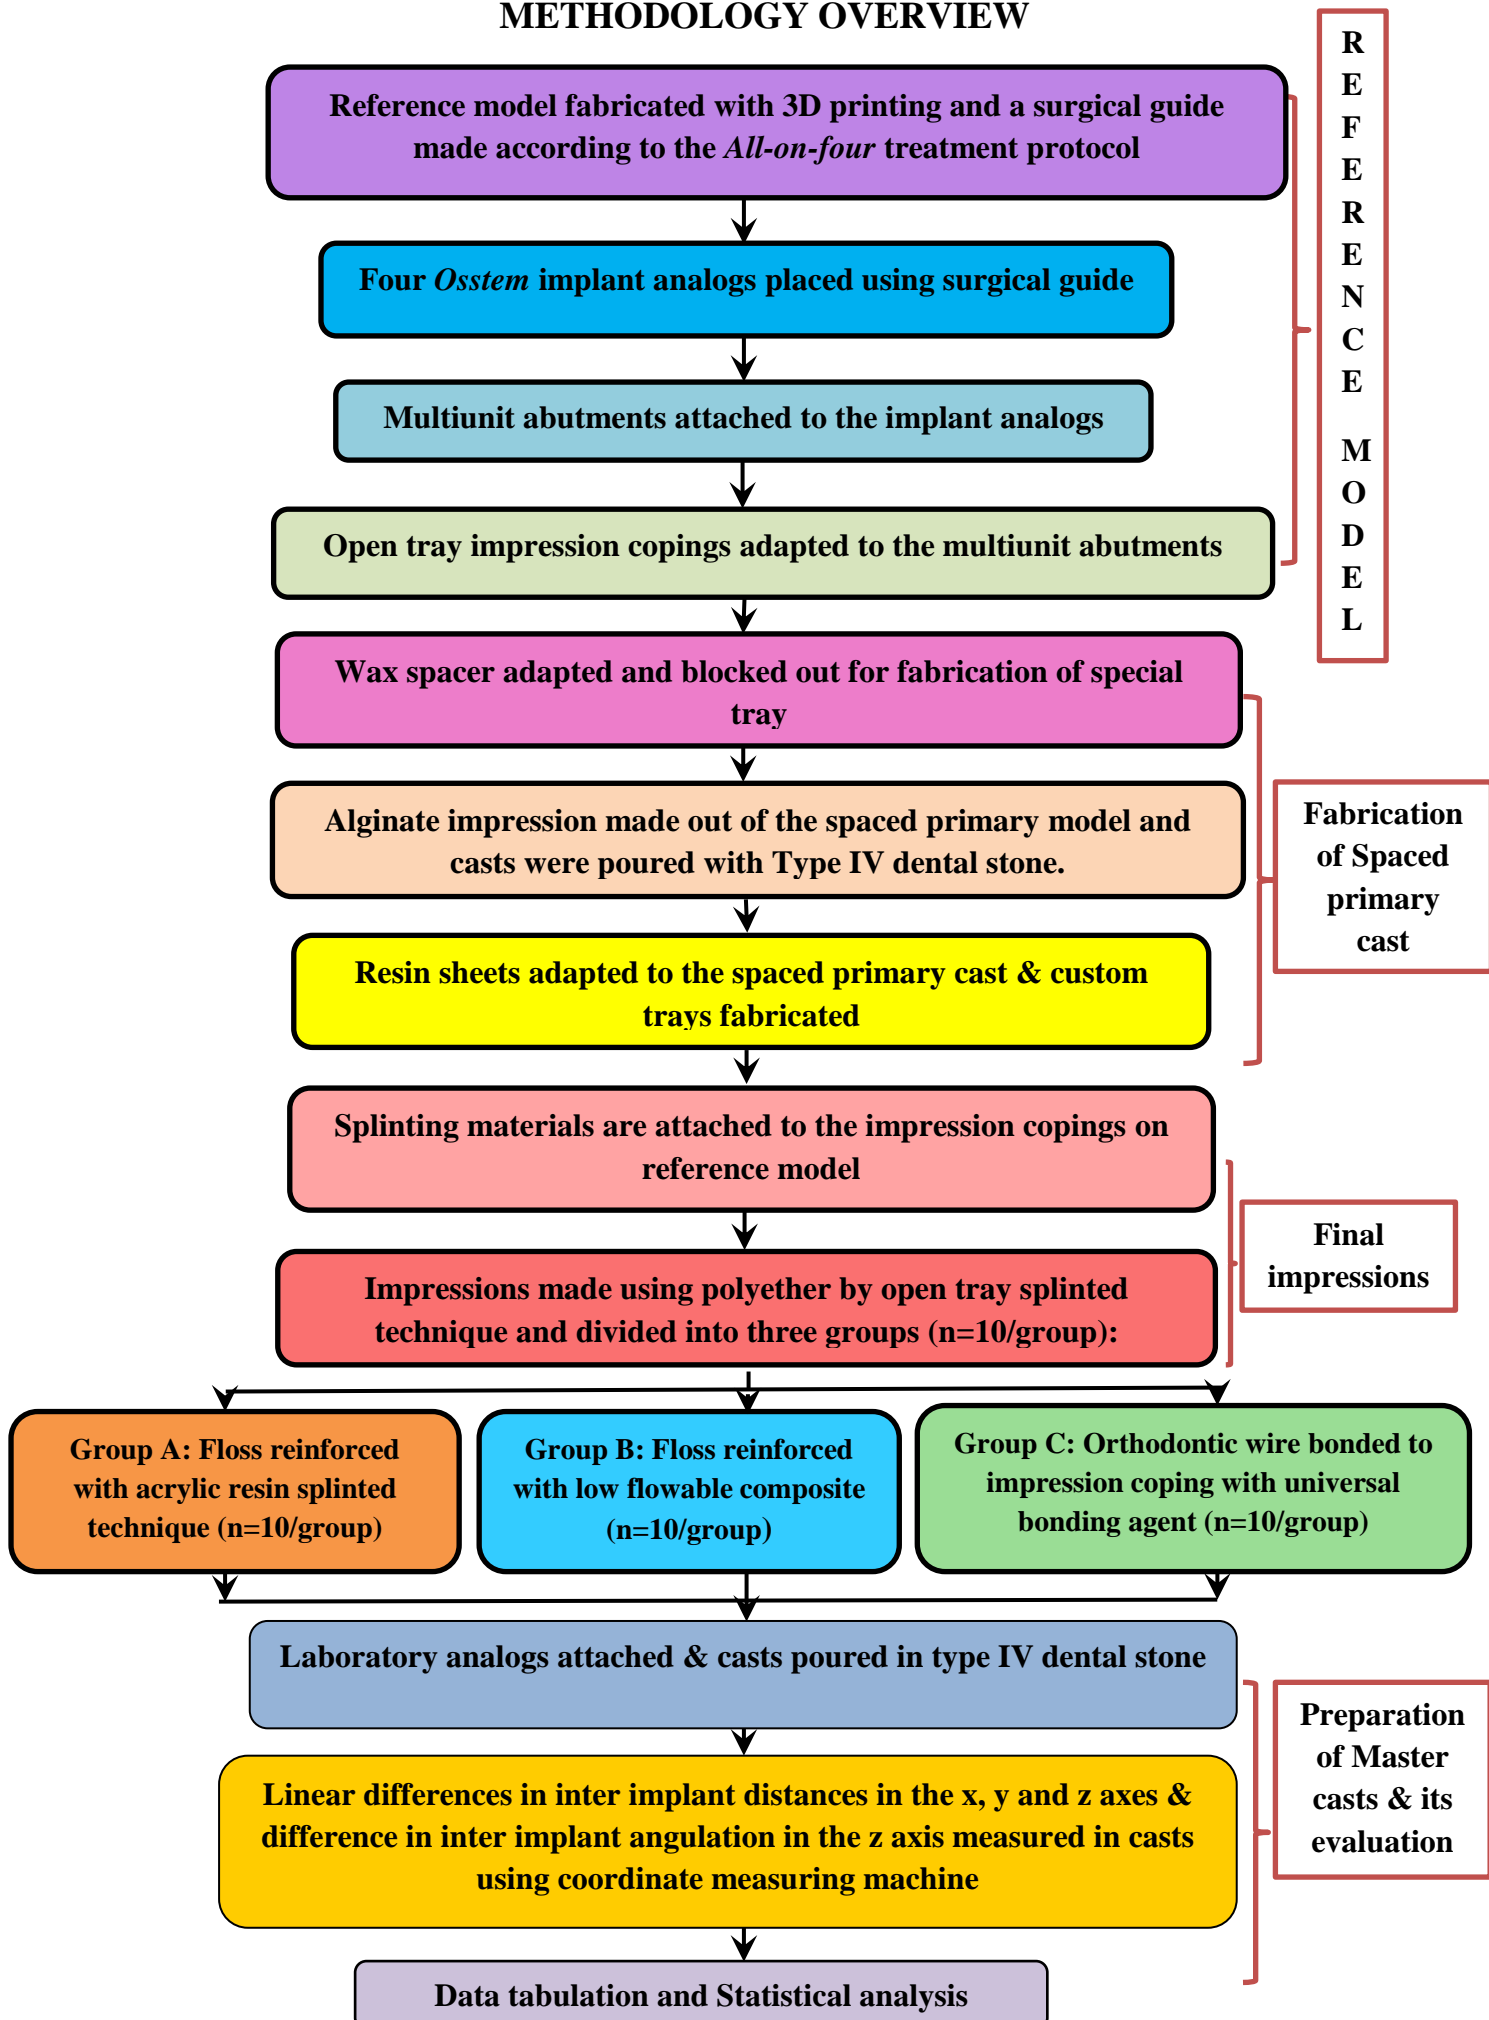 METHODOLOGY OVERVIEW
Reference model fabricated with 3D printing and a surgical guide
made according to the All-on-four treatment protocol
Four Osstem implant analogs placed using surgical guide
Multiunit abutments attached to the implant analogs
Open tray impression copings adapted to the multiunit abutments
R
E
F
E
R
E
N
C
E
M
O
D
E
L
Wax spacer adapted and blocked out for fabrication of special
tray
Alginate impression made out of the spaced primary model and
casts were poured with Type IV dental stone.
Resin sheets adapted to the spaced primary cast & custom
trays fabricated
Fabrication
of Spaced
primary
cast
Splinting materials are attached to the impression copings on
reference model
Impressions made using polyether by open tray splinted
technique and divided into three groups (n=10/group):
Final
impressions
Group A: Floss reinforced
with acrylic resin splinted
technique (n=10/group)
Group B: Floss reinforced
with low flowable composite
(n=10/group)
Group C: Orthodontic wire bonded to
impression coping with universal
bonding agent (n=10/group)
Laboratory analogs attached & casts poured in type IV dental stone
Linear differences in inter implant distances in the x, y and z axes &
difference in inter implant angulation in the z axis measured in casts
using coordinate measuring machine
Data tabulation and Statistical analysis
Preparation
of Master
casts & its
evaluation